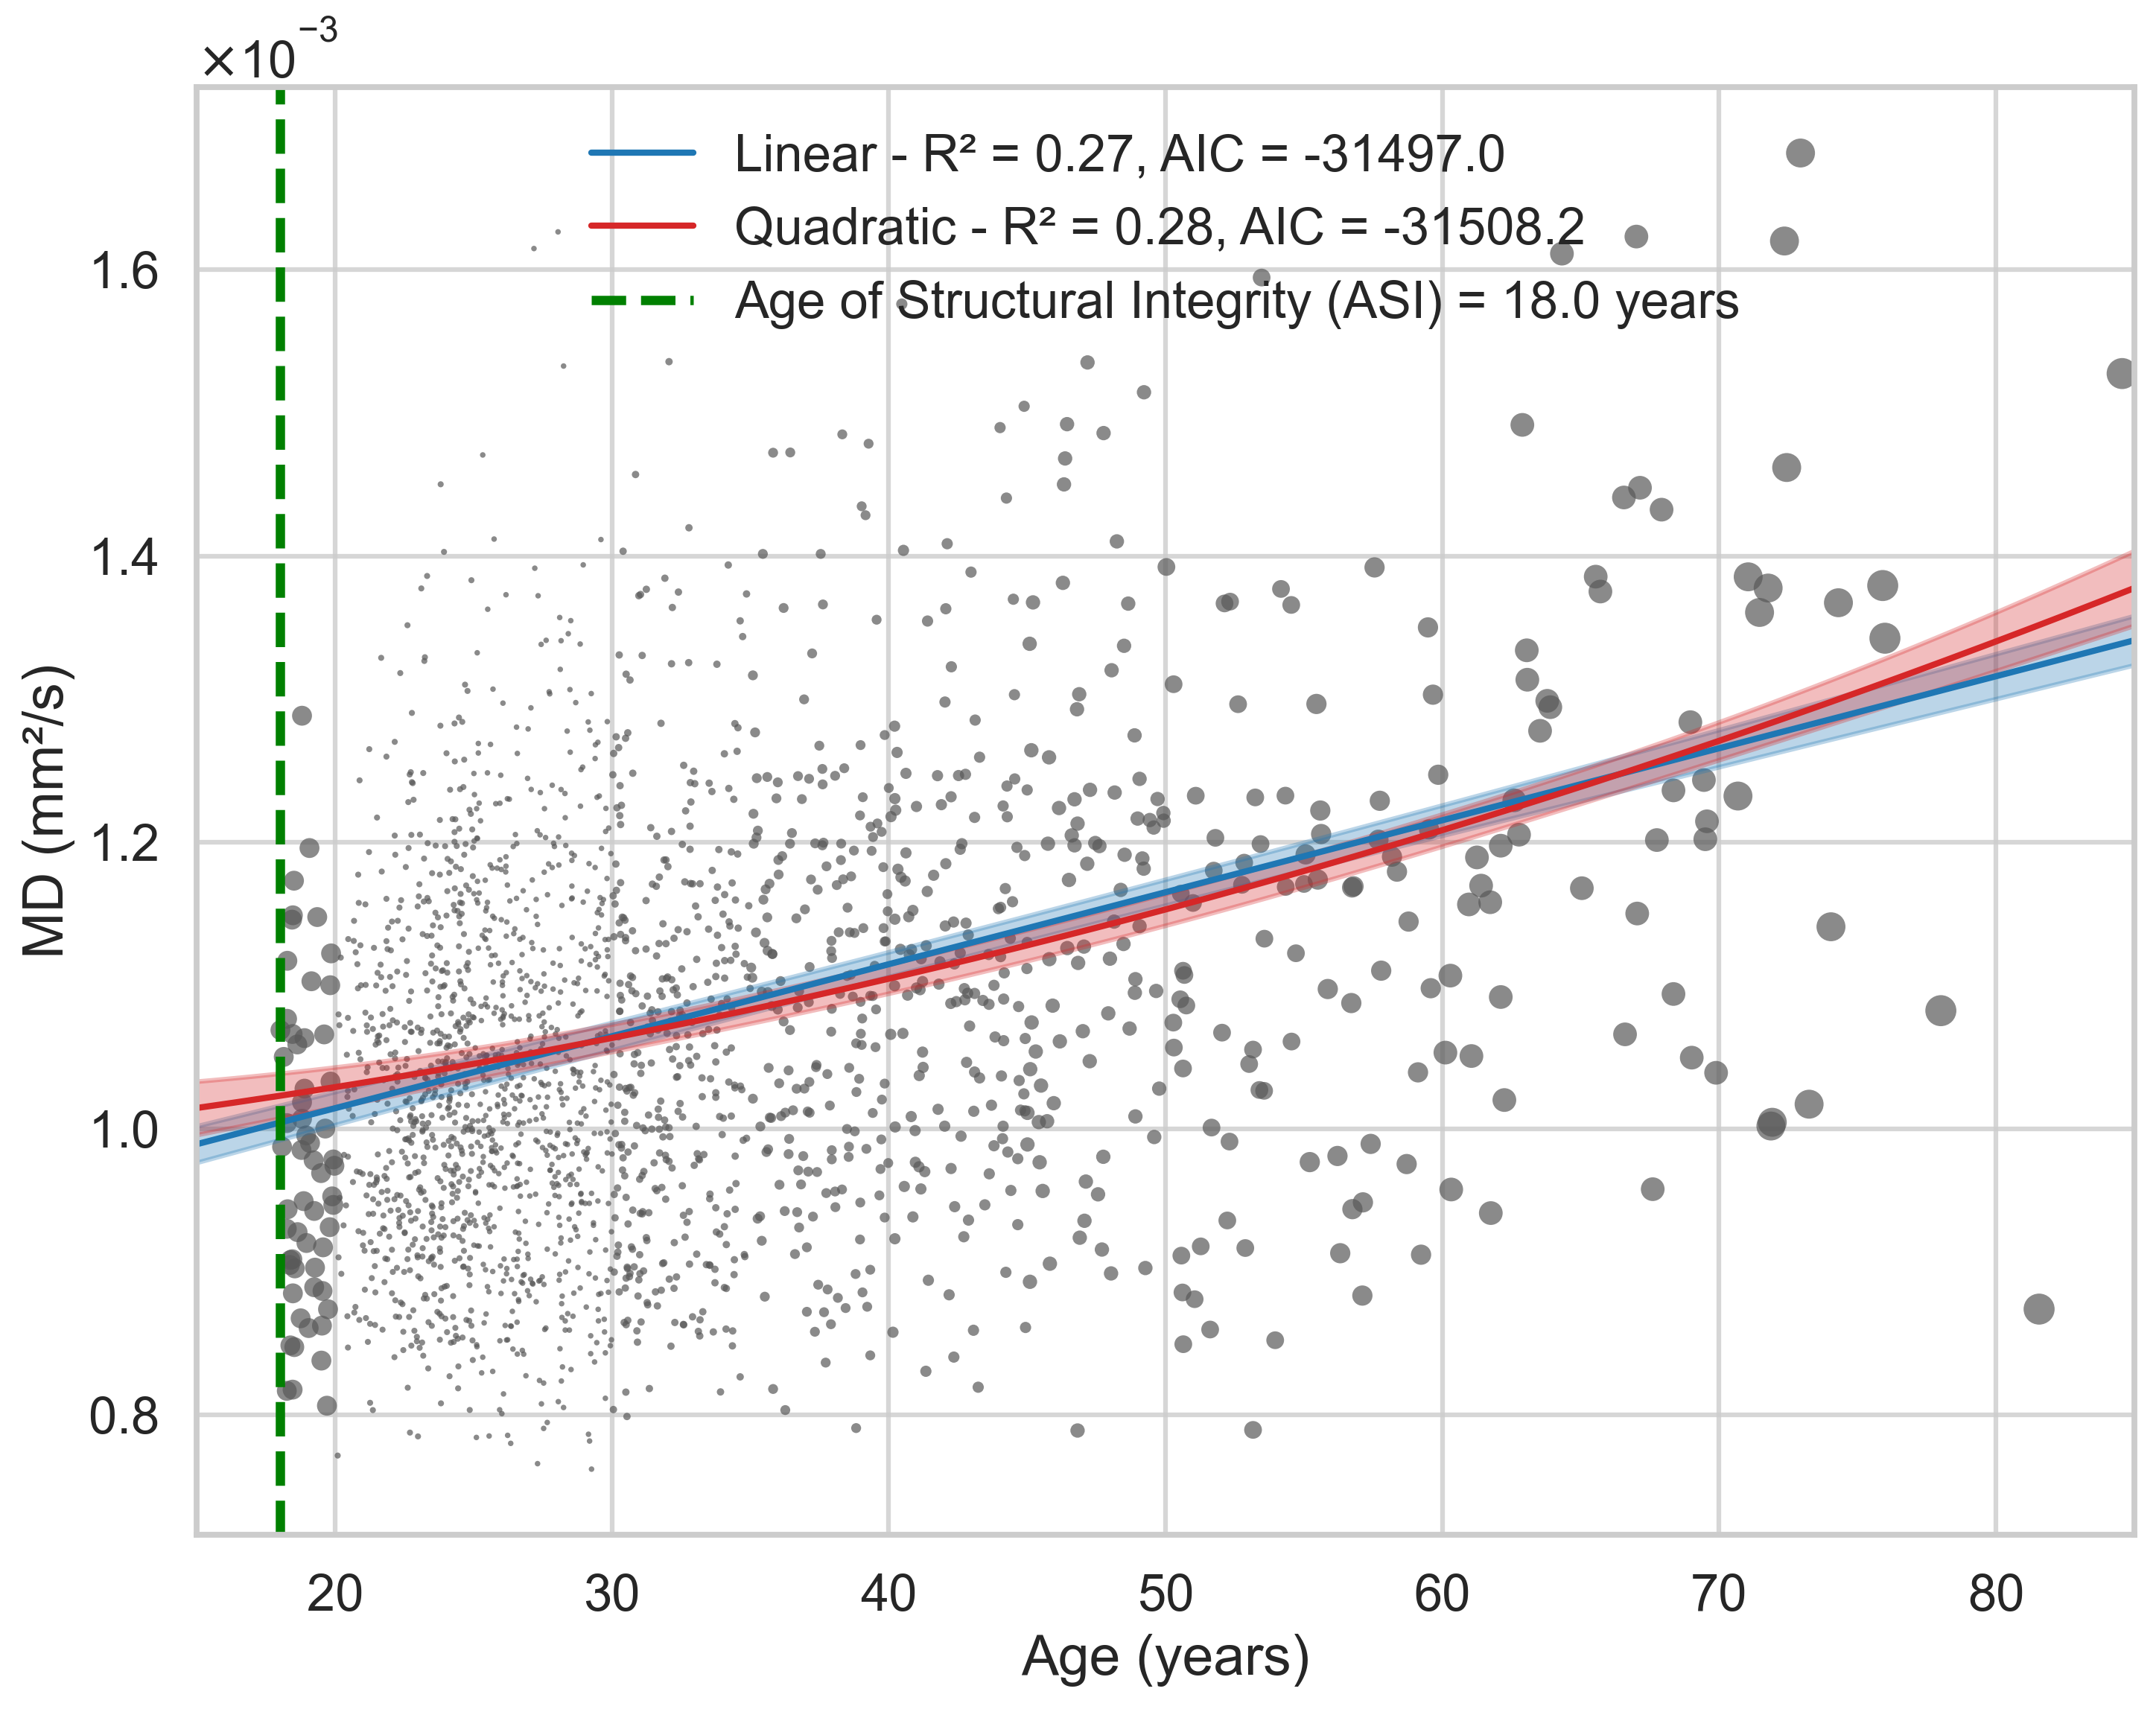 ×10⁻³
Linear - R² = 0.27, AIC = -31497.0
Quadratic - R² = 0.28, AIC = -31508.2
Age of Structural Integrity (ASI) = 18.0 years
MD (mm²/s)
1.6
1.4
1.2
1.0
0.8
20 30 40 50 60 70 80
Age (years)